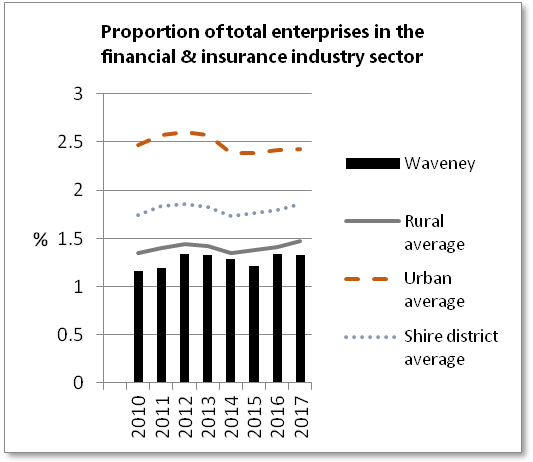 Proportion of total enterprises in the
financial & insurance industry sector
3
2.5
2
1.5
1
0.5
0
%
2010
2011
2012
2013
2014
2015
2016
2017
Waveney
Rural
average
Urban
average
Shire district
average